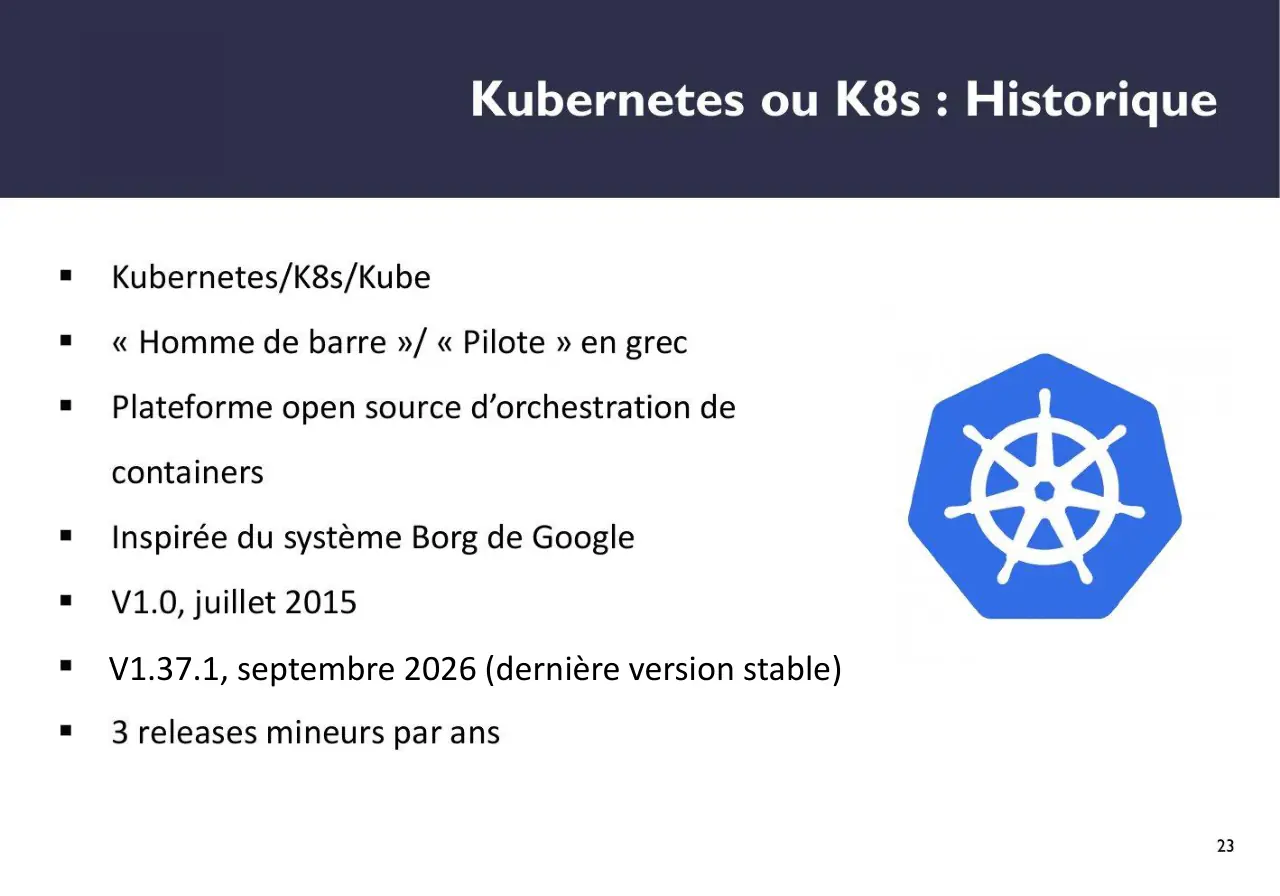 Kubernetes ou K8s : Historique
▪ Kubernetes/K8s/Kube
▪ « Homme de barre »/ « Pilote » en grec
▪ Plateforme open source d’orchestration de
containers
▪ Inspirée du système Borg de Google
▪ V1.0, juillet 2015
▪ V1.37.1, septembre 2026 (dernière version stable)
▪ 3 releases mineurs par ans
23